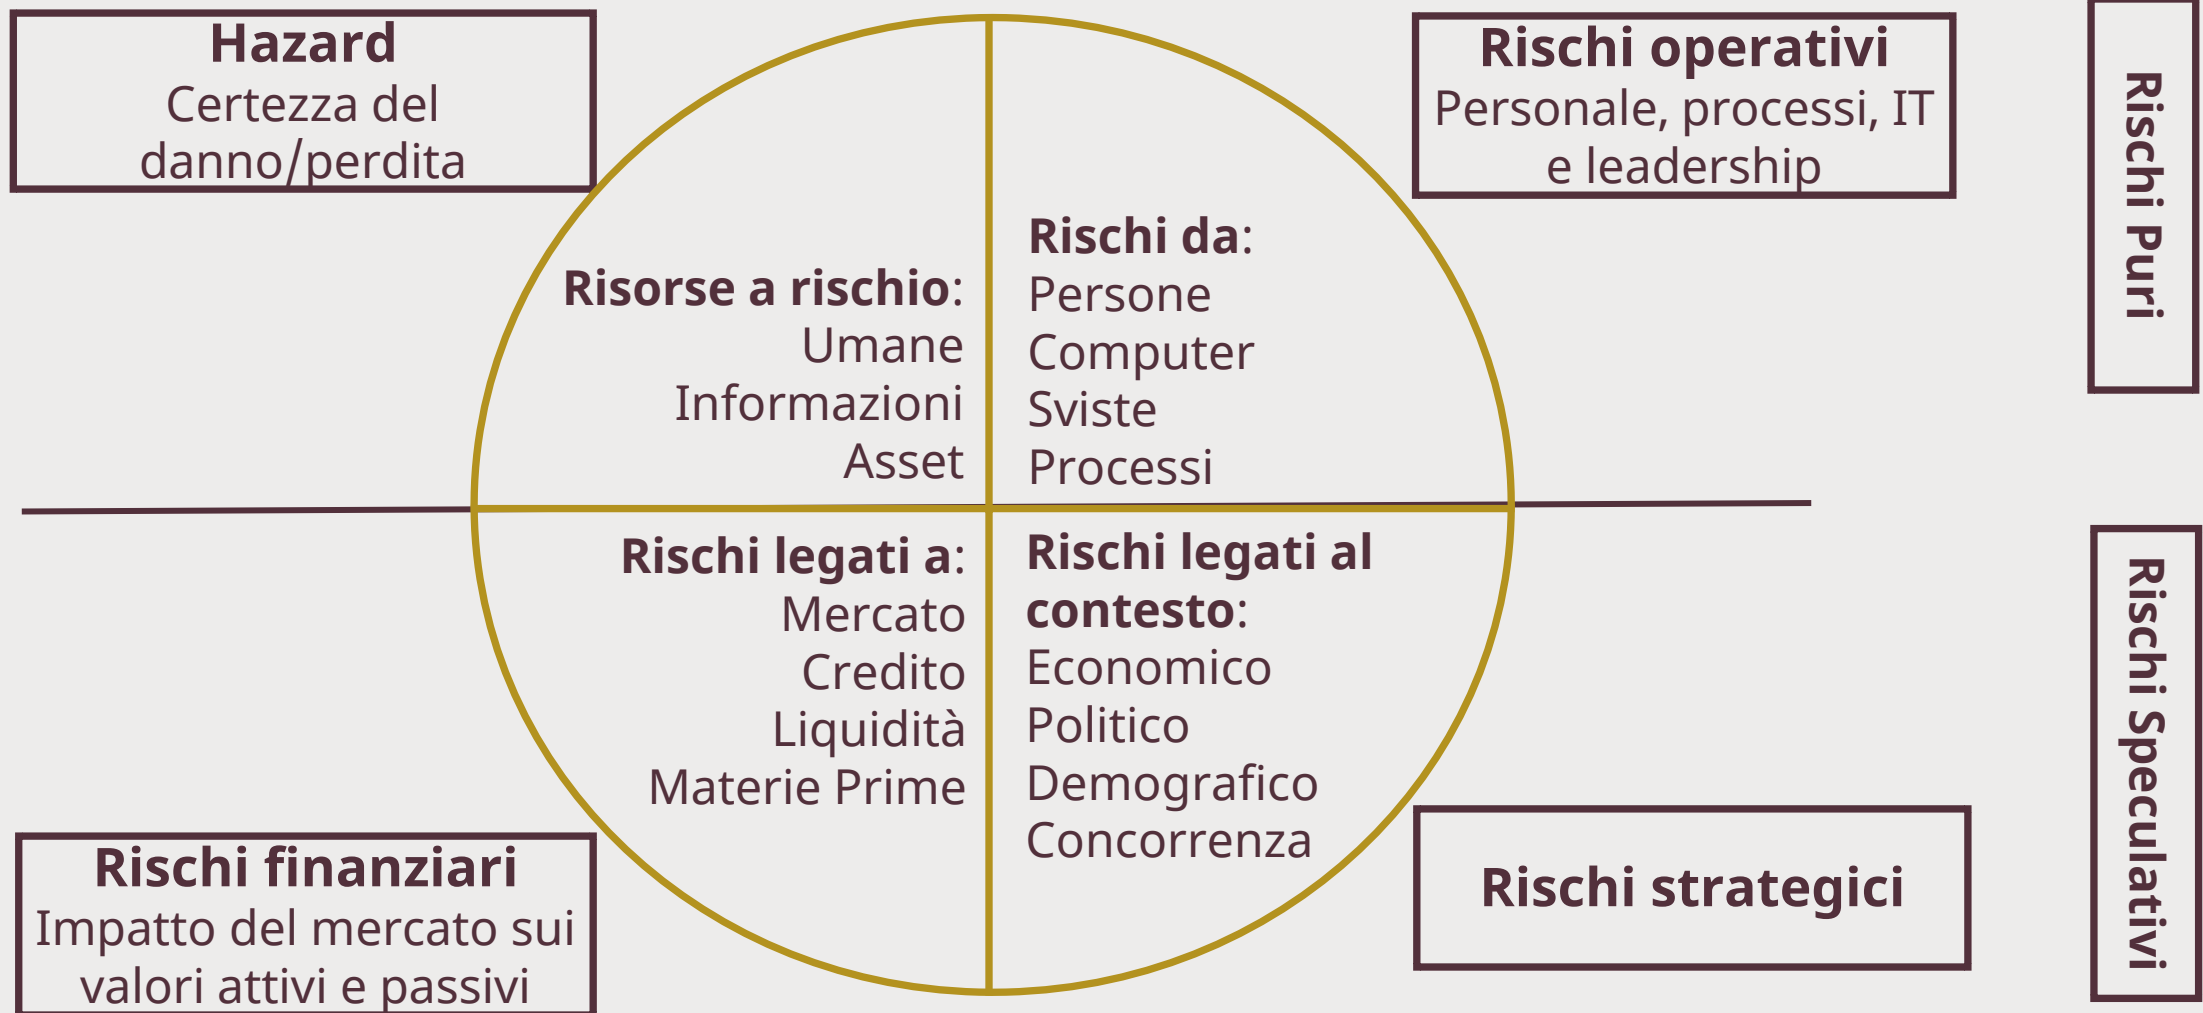 Hazard
Certezza del
danno/perdita
Rischi operativi
Personale, processi, IT
e leadership
Rischi Puri
Risorse a rischio:
Umane
Informazioni
Asset
Rischi da:
Persone
Computer
Sviste
Processi
Rischi legati a:
Mercato
Credito
Liquidità
Materie Prime
Rischi legati al
contesto:
Economico
Politico
Demografico
Concorrenza
Rischi finanziari
Impatto del mercato sui
valori attivi e passivi
Rischi strategici
Rischi Speculativi